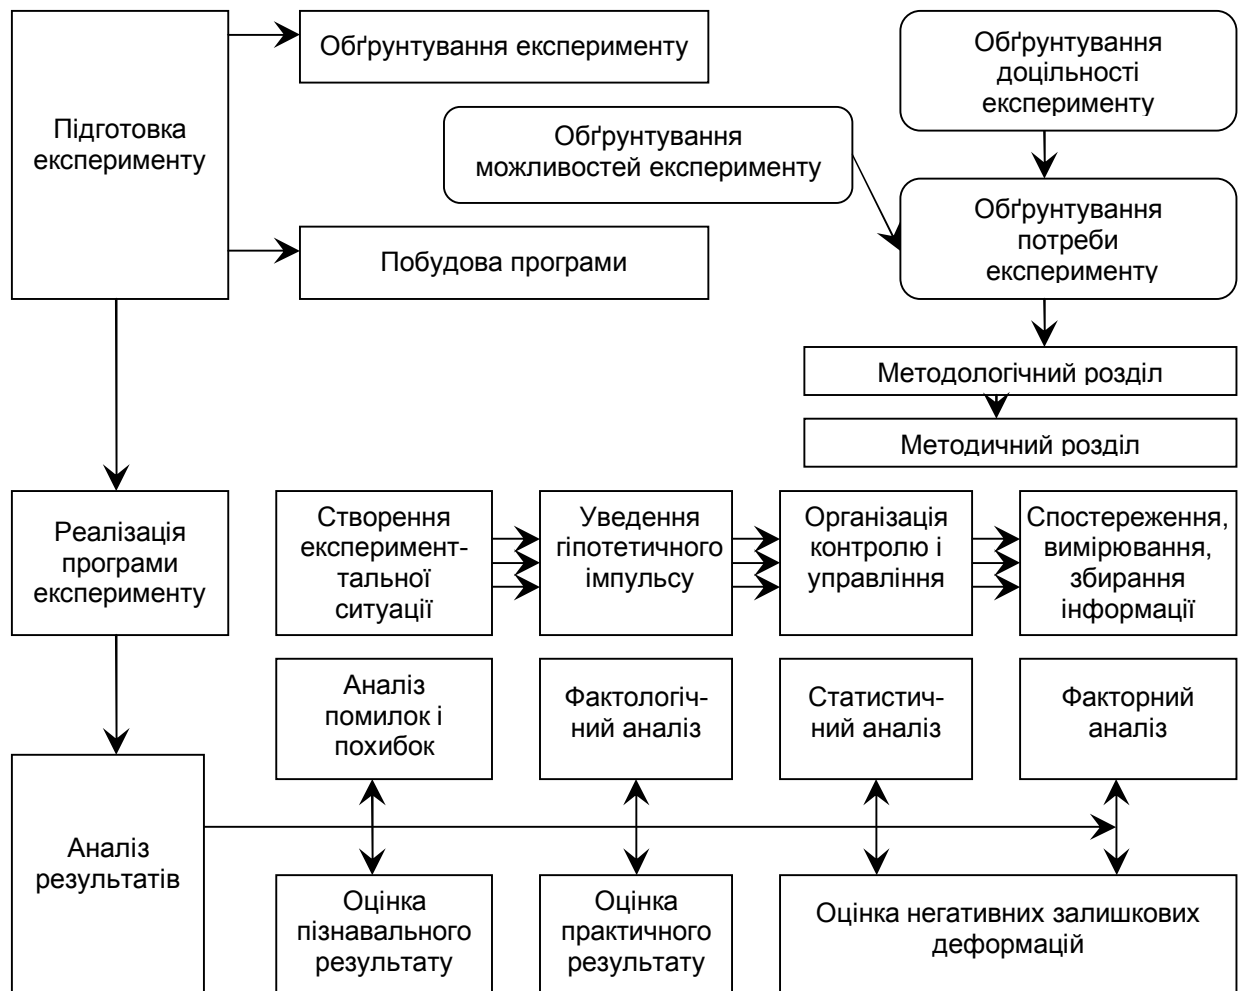 Підготовка
експерименту
Обґрунтування експерименту
Обґрунтування
доцільності
експерименту
Обґрунтування
можливостей експерименту
Обґрунтування
потреби
експерименту
Побудова програми
Методологічний розділ
Методичний розділ
Реалізація
програми
експерименту
Створення
експеримент-
тальної
ситуації
Уведення
гіпотетичного
імпульсу
Організація
контролю і
управління
Спостереження,
вимірювання,
збирання
інформації
Аналіз
помилок і
похибок
Фактологіч-
ний аналіз
Статистич-
ний аналіз
Факторний
аналіз
Аналіз
результатів
Оцінка
пізнавального
результату
Оцінка
практичного
результату
Оцінка негативних залишкових
деформацій